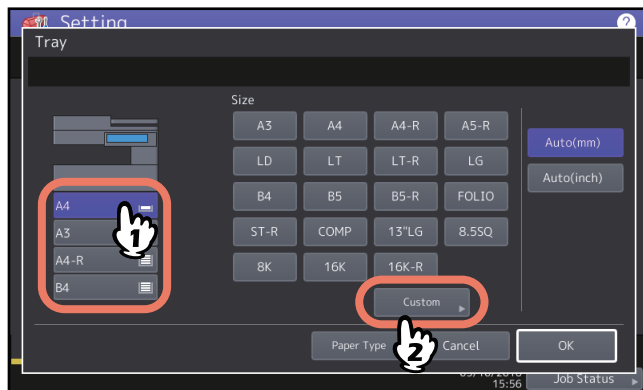 Setting
?
Tray
Size
A3 A4 A4-R A5-R
Auto(mm)
LD LT LT-R LG
Auto(inch)
B4 B5 B5-R FOLIO
A4
1
A3
ST-R COMP 13"LG 8.5SQ
A4-R
8K 16K 16K-R
B4
Custom
2
Paper Type Cancel OK
15:56 Job Status